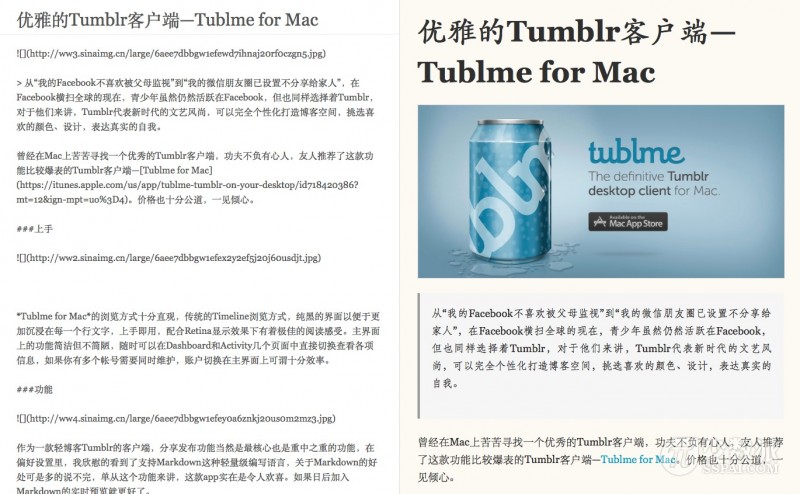 优雅的Tumblr客户端—Tublme for Mac
![](http://ww3.sinaimg.cn/large/6aee7dbbgw1efewd7ihnaj20rf0czgn5.jpg)
> 从“我的Facebook不喜欢被父母监视”到“我的微信朋友圈已设置不分享给家人”，在
Facebook横扫全球的现在，青少年虽然仍然活跃在Facebook，但也同样选择着Tumblr，
对于他们来讲，Tumblr代表新时代的文艺风尚，可以完全个性化打造博客空间，挑选喜
欢的颜色、设计，表达真实的自我。
曾经在Mac上苦苦寻找一个优秀的Tumblr客户端，功夫不负有心人，友人推荐了这款功
能比较爆表的Tumblr客户端—[Tublme for Mac]
(https://itunes.apple.com/us/app/tublme-tumblr-on-your-desktop/id718420386?
mt=12&ign-mpt=uo%3D4)。价格也十分公道，一见倾心。
###上手
![](http://ww2.sinaimg.cn/large/6aee7dbbgw1efex2y2ef5j20j60usdjt.jpg)
*Tublme for Mac*的浏览方式十分直观，传统的Timeline浏览方式，纯黑的界面以便于更
加沉浸在每一个行文字，上手即用，配合Retina显示效果下有着极佳的阅读感受。主界面
上的功能简洁但不简陋，随时可以在Dashboard和Activity几个页面中直接切换查看各项
信息，如果你有多个帐号需要同时维护，账户切换在主界面上可谓十分效率。
###功能
![](http://ww4.sinaimg.cn/large/6aee7dbbgw1efey0a6znkj20us0m2mz3.jpg)
作为一款轻博客Tumblr的客户端，分享发布功能当然是最核心也是重中之重的功能，在
偏好设置里，我欣慰的看到了支持Markdown这种轻量级编写语言，关于Markdown的好
处可是多的说不完，单从这个功能来讲，这款app实在是令人欢喜。如果日后加入
Markdown的实时预览就更好了。
优雅的Tumblr客户端—
Tublme for Mac
tublme
The definitive Tumblr
desktop client for Mac.
Available on the
Mac App Store
从“我的Facebook不喜欢被父母监视”到“我的微信朋友圈已设置不分享给
家人”，在Facebook横扫全球的现在，青少年虽然仍然活跃在Facebook，
但也同样选择着Tumblr，对于他们来讲，Tumblr代表新时代的文艺风
尚，可以完全个性化打造博客空间，挑选喜欢的颜色、设计，表达真实的自
我。
曾经在Mac上苦苦寻找一个优秀的Tumblr客户端，功夫不负有心人，友人推荐
了这款功能比较爆表的Tumblr客户端—Tublme for Mac。价格也十分公道，一
见倾心。
SSPAI.COM